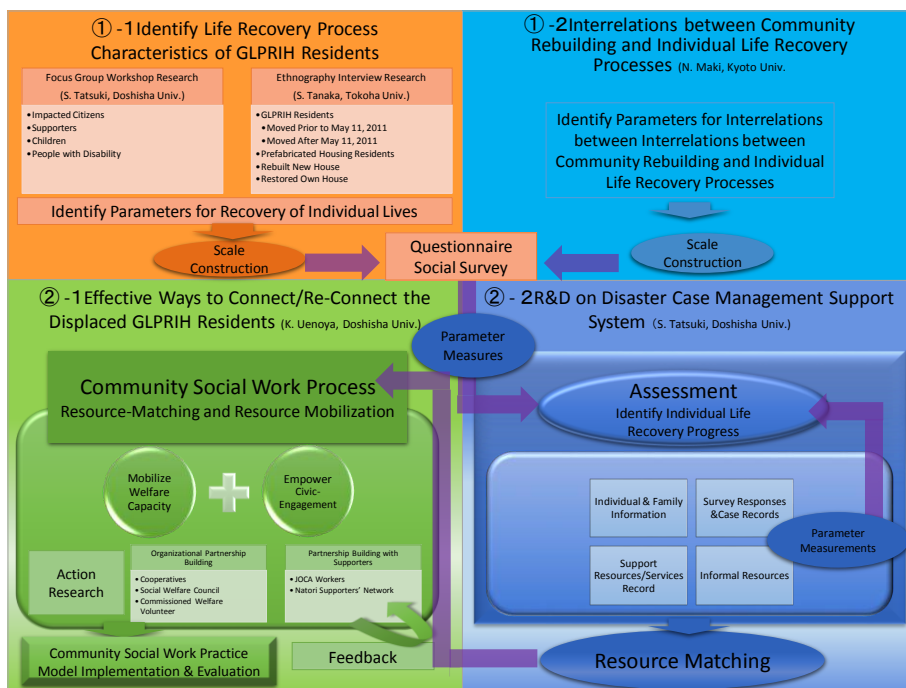 ①-1Identify Life Recovery Process
Characteristics of GLPRIH Residents
Focus Group Workshop Research
(S. Tatsuki, Doshisha Univ.)
•Impacted Citizens
•Supporters
•Children
•People with Disability
Ethnography Interview Research
(S. Tanaka, Tokoha Univ.)
•GLPRIH Residents
•Moved Prior to May 11, 2011
•Moved After May 11, 2011
•Prefabricated Housing Residents
•Rebuilt New House
•Restored Own House
Identify Parameters for Recovery of Individual Lives
Scale
Construction
①-2Interrelations between Community
Rebuilding and Individual Life Recovery
Processes (N. Maki, Kyoto Univ.
Identify Parameters for Interrelations
between Interrelations between
Community Rebuilding and Individual
Life Recovery Processes
Scale
Construction
Questionnaire
Social Survey
②-1Effective Ways to Connect/Re-Connect the
Displaced GLPRIH Residents (K. Uenoya, Doshisha Univ.)
Parameter
Measures
Community Social Work Process
Resource-Matching and Resource Mobilization
Mobilize
Welfare
Capacity
Empower
Civic-
Engagement
Action
Research
Organizational Partnership
Building
• Cooperatives
• Social Welfare Council
• Commissioned Welfare
Volunteer
Partnership Building with
Supporters
• JOCA Workers
• Natori Supporters' Network
Community Social Work Practice
Model Implementation & Evaluation
Feedback
②- 2R&D on Disaster Case Management Support
System (S. Tatsuki, Doshisha Univ.)
Assessment
Identify Individual Life
Recovery Progress
Individual & Family
Information
Survey Responses
&Case Records
Support
Resources/Services
Record
Informal Resources
Parameter
Measurements
Resource Matching